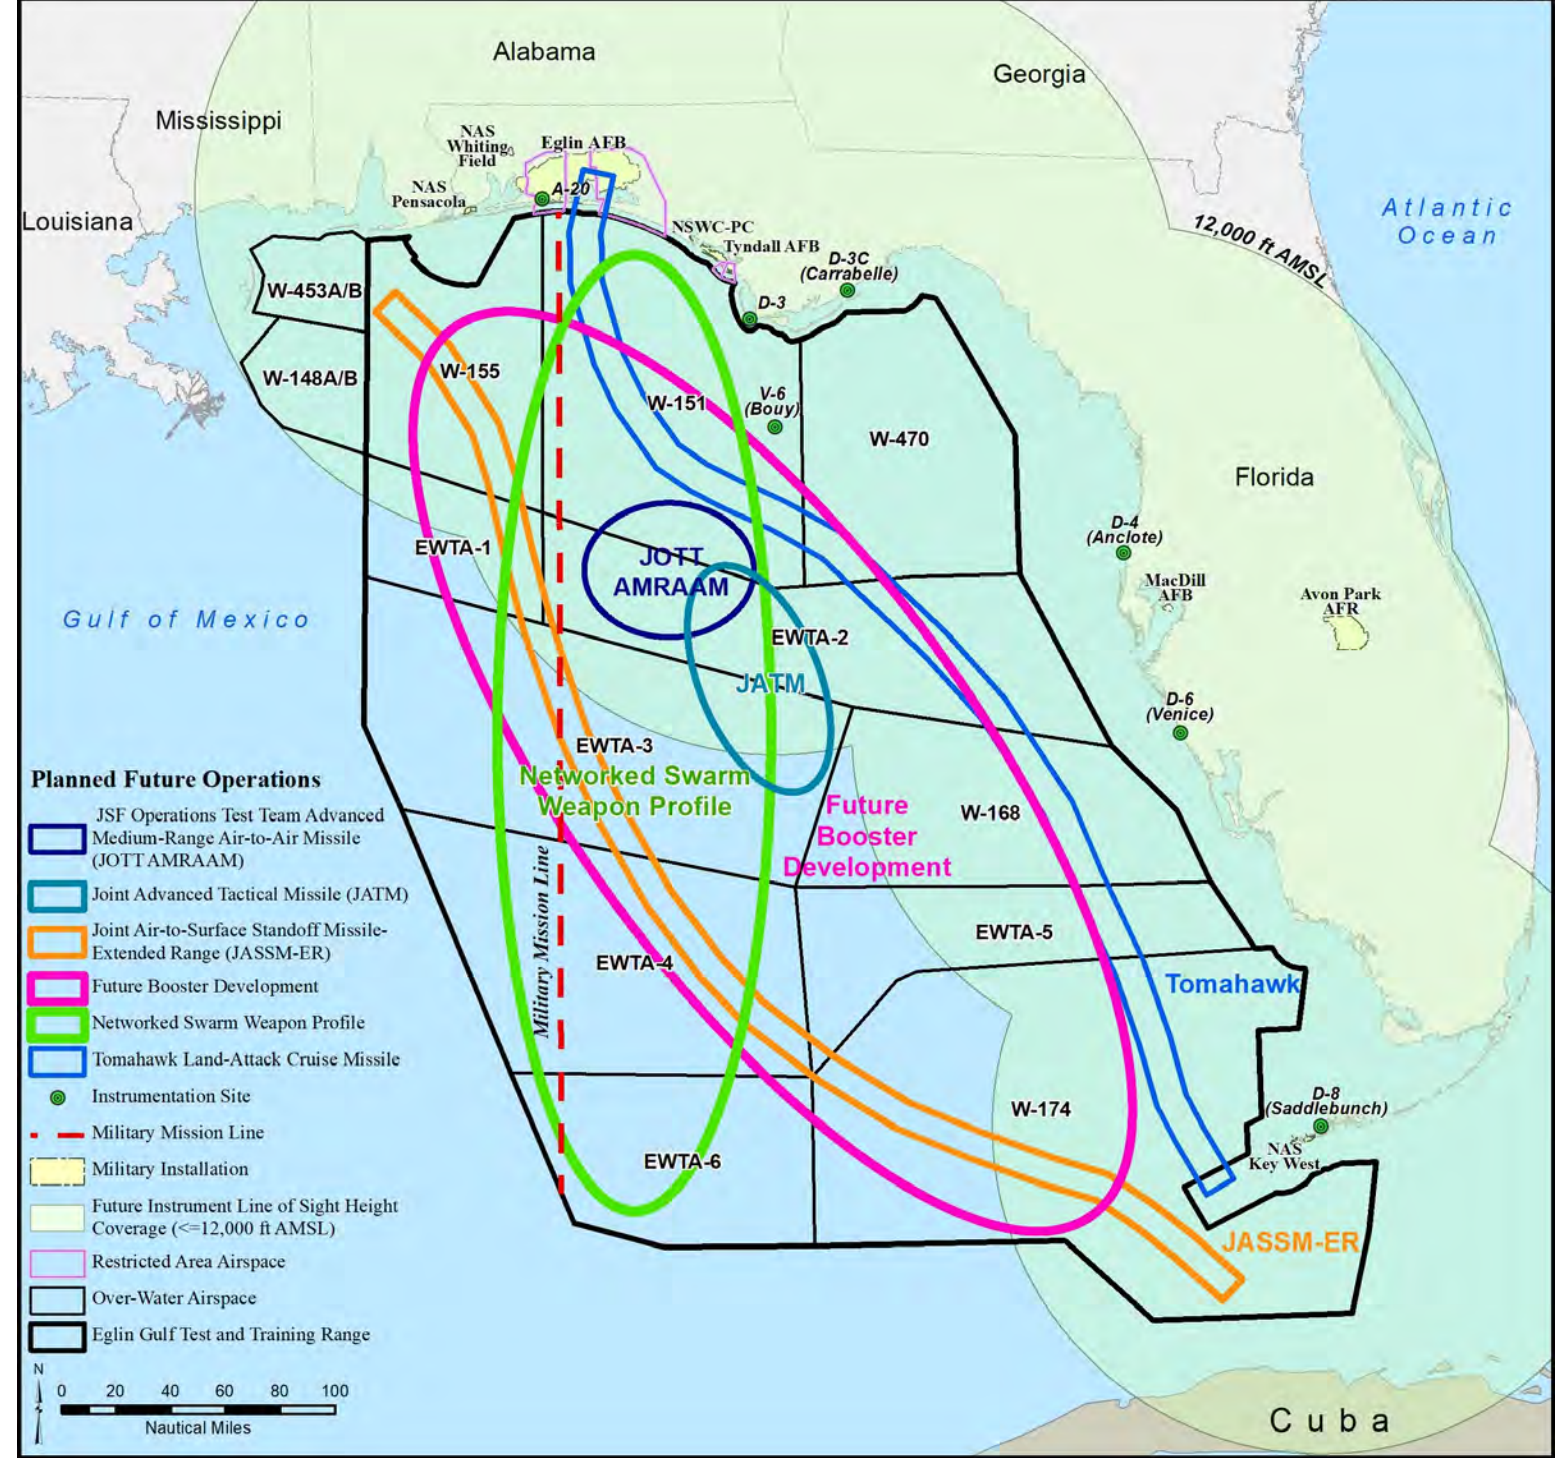 Alabama
Georgia
Mississippi
Louisiana
NAS
Whiting
Field
Eglin AFB
NAS
Pensacola
A-20
NSWC-PC
Tyndall AFB
D-3C
(Carrabelle)
D-3
12,000 ft AMSL
Atlantic
Ocean
W-453A/B
W-148A/B
W-155
W-151
V-6
(Bouy)
W-470
Florida
EWTA-1
JOTT
AMRAAM
D-4
(Anclote)
MacDill
AFB
Avon Park
AFR
Gulf of Mexico
EWTA-2
JATM
D-6
(Venice)
EWTA-3
Networked Swarm
Weapon Profile
Future
Booster
Development
W-168
Military Mission Line
EWTA-4
EWTA-5
Tomahawk
W-174
D-8
(Saddlebunch)
NAS
Key West
EWTA-6
JASSM-ER
Cuba
Planned Future Operations
JSF Operations Test Team Advanced
Medium-Range Air-to-Air Missile
(JOTT AMRAAM)
Joint Advanced Tactical Missile (JATM)
Joint Air-to-Surface Standoff Missile-
Extended Range (JASSM-ER)
Future Booster Development
Networked Swarm Weapon Profile
Tomahawk Land-Attack Cruise Missile
Instrumentation Site
Military Mission Line
Military Installation
Future Instrument Line of Sight Height
Coverage (<=12,000 ft AMSL)
Restricted Area Airspace
Over-Water Airspace
Eglin Gulf Test and Training Range
N
0 20 40 60 80 100
Nautical Miles